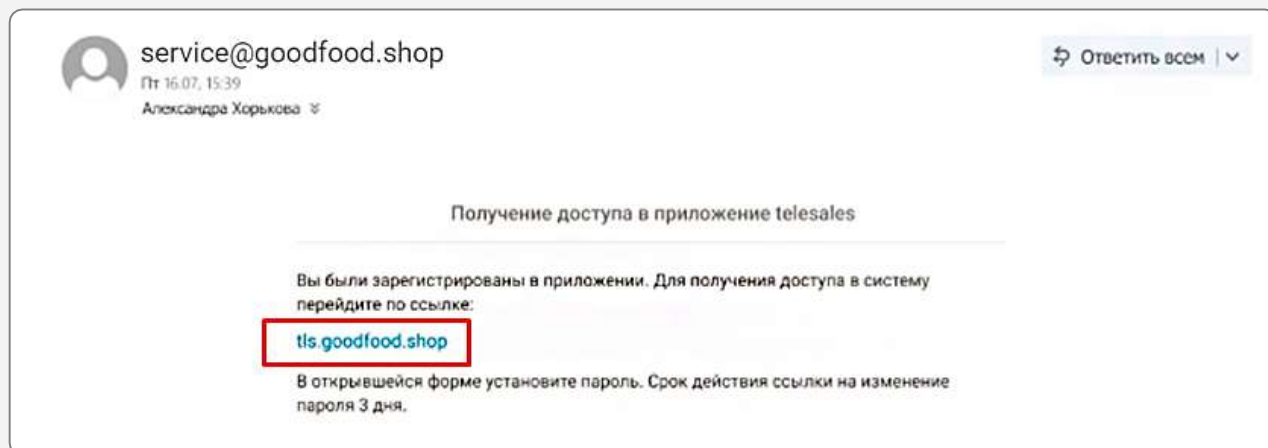 service@goodfood.shop
Пт 16.07, 15:39
Александра Хорькова
Ответить всем
Получение доступа в приложение telesales
Вы были зарегистрированы в приложении. Для получения доступа в систему
перейдите по ссылке:
tls.goodfood.shop
В открывшейся форме установите пароль. Срок действия ссылки на изменение
пароля 3 дня.